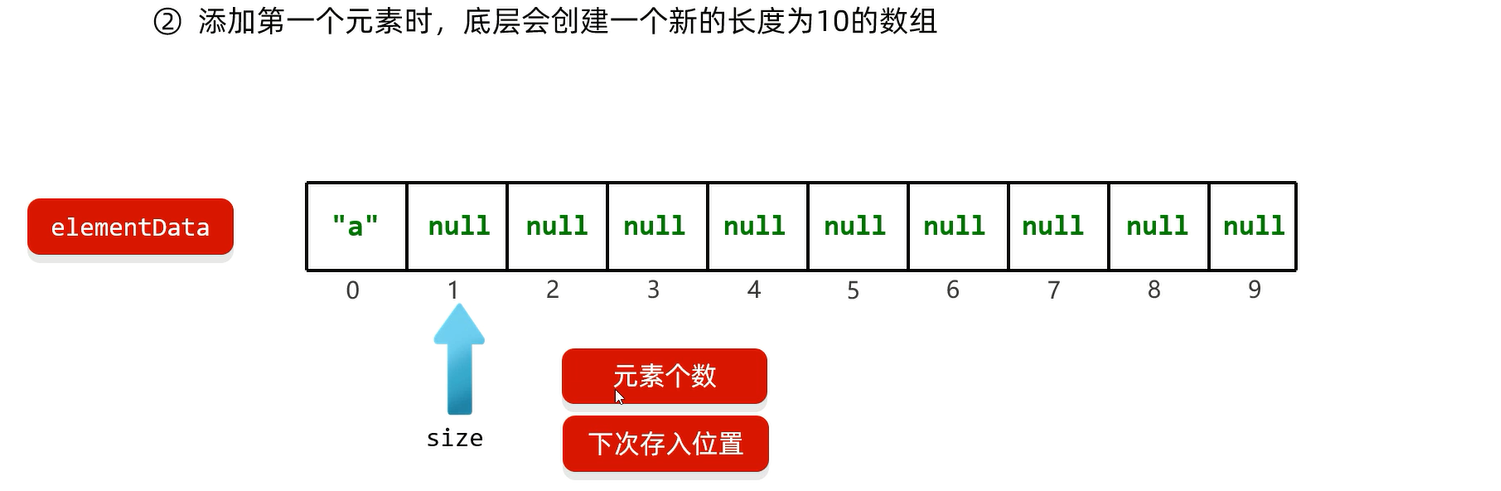 ② 添加第一个元素时，底层会创建一个新的长度为10的数组
elementData
"a" null null null null null null null null null
0 1 2 3 4 5 6 7 8 9
元素个数
size
下次存入位置